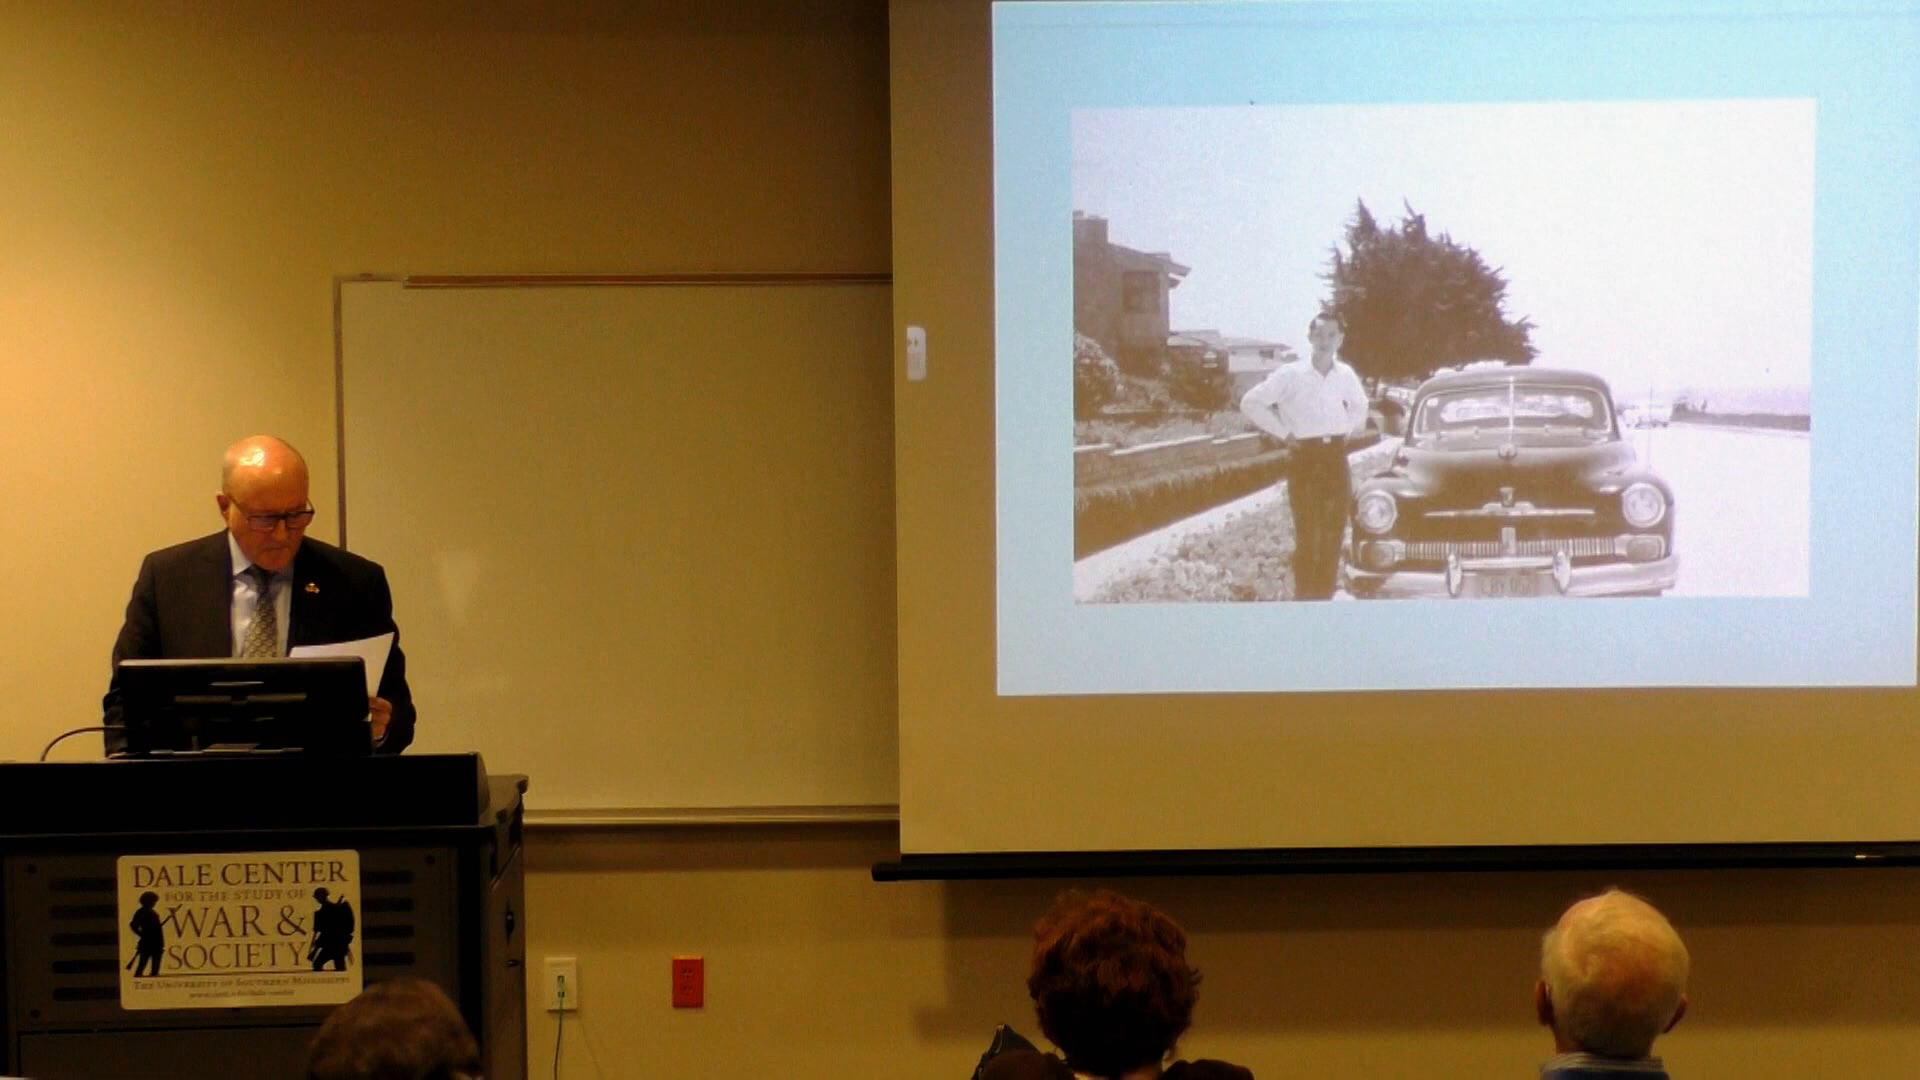 DALE CENTER
FOR THE STUDY OF
WAR &
SOCIETY
THE UNIVERSITY OF SOUTHERN MISSISSIPPI